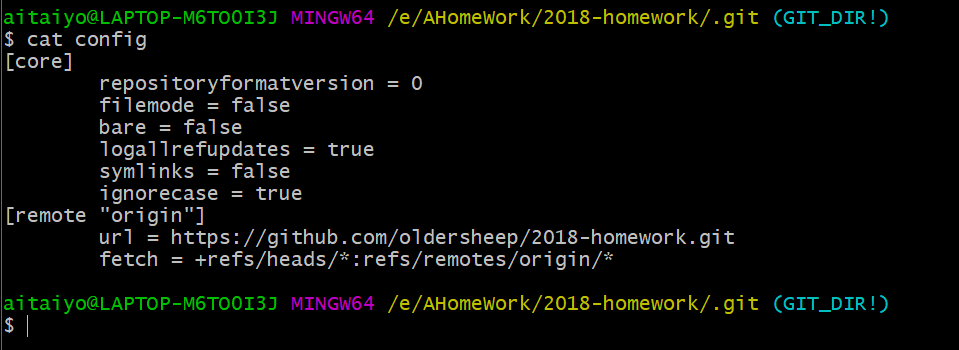 aitaiyo@LAPTOP-M6TO0I3J MINGW64 /e/AHomeWork/2018-homework/.git (GIT_DIR!)
$ cat config
[core]
        repositoryformatversion = 0
        filemode = false
        bare = false
        logallrefupdates = true
        symlinks = false
        ignorecase = true
[remote "origin"]
        url = https://github.com/oldersheep/2018-homework.git
        fetch = +refs/heads/*:refs/remotes/origin/*
aitaiyo@LAPTOP-M6TO0I3J MINGW64 /e/AHomeWork/2018-homework/.git (GIT_DIR!)
$